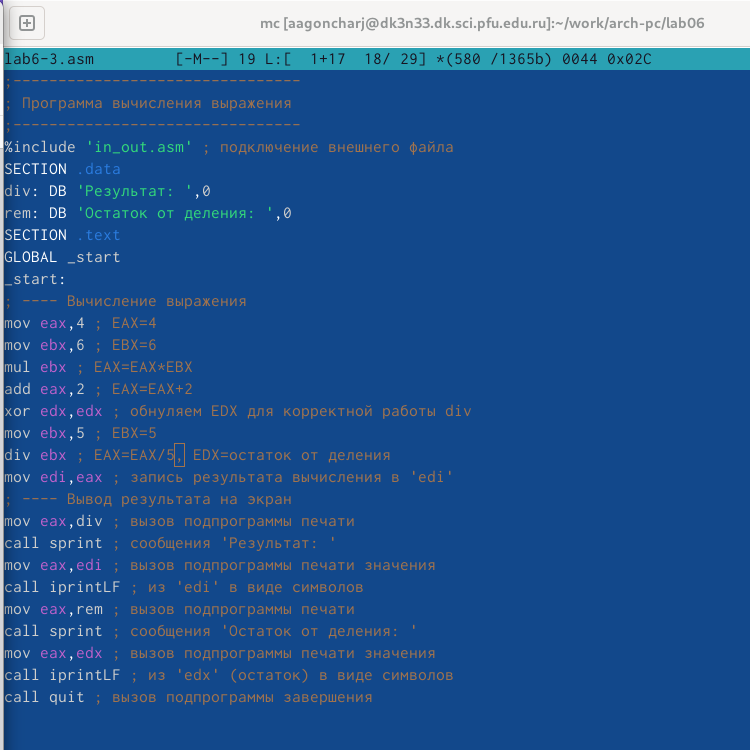 mc [aagoncharj@dk3n33.dk.sci.pfu.edu.ru]:~/work/arch-pc/lab06
lab6-3.asm [-M--] 19 L:[ 1+17 18/ 29] *(580 /1365b) 0044 0x02C
;--------------------------------
; Программа вычисления выражения
;--------------------------------
%include 'in_out.asm' ; подключение внешнего файла
SECTION .data
div: DB 'Результат: ',0
rem: DB 'Остаток от деления: ',0
SECTION .text
GLOBAL _start
_start:
; ---- Вычисление выражения
mov eax,4 ; EAX=4
mov ebx,6 ; EBX=6
mul ebx ; EAX=EAX*EBX
add eax,2 ; EAX=EAX+2
xor edx,edx ; обнуляем EDX для корректной работы div
mov ebx,5 ; EBX=5
div ebx ; EAX=EAX/5, EDX=остаток от деления
mov edi,eax ; запись результата вычисления в 'edi'
; ---- Вывод результата на экран
mov eax,div ; вызов подпрограммы печати
call sprint ; сообщения 'Результат: '
mov eax,edi ; вызов подпрограммы печати значения
call iprintLF ; из 'edi' в виде символов
mov eax,rem ; вызов подпрограммы печати
call sprint ; сообщения 'Остаток от деления: '
mov eax,edx ; вызов подпрограммы печати значения
call iprintLF ; из 'edx' (остаток) в виде символов
call quit ; вызов подпрограммы завершения